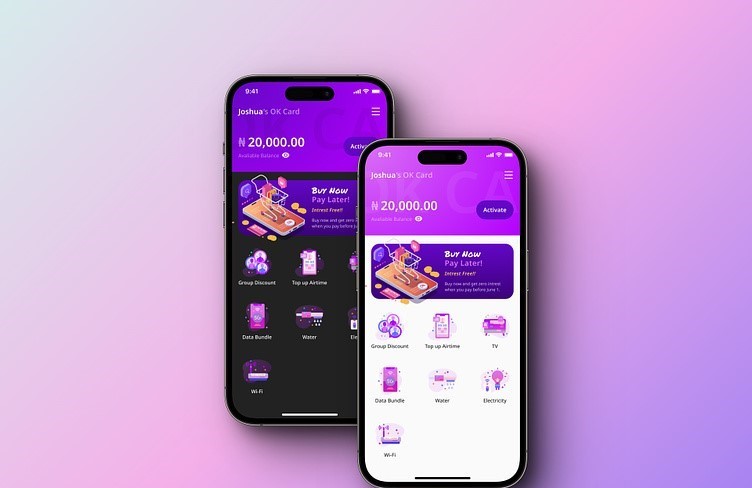 9:41
Joshua's OK Card
₦ 20,000.00
Available Balance
Buy Now
Pay Later!
Intrest Free!!
Buy now and get zero
when you pay before ju
Group Discount
Top up Airtime
Data Bundle
Water
Wi-Fi
9:41
Joshua's OK Card
OK CA
₦ 20,000.00
Available Balance
Activate
Buy Now
Pay Later!
Intrest Free!!
Buy now and get zero intrest
when you pay before June 1.
Group Discount
Top up Airtime
TV
Data Bundle
Water
Electricity
Wi-Fi